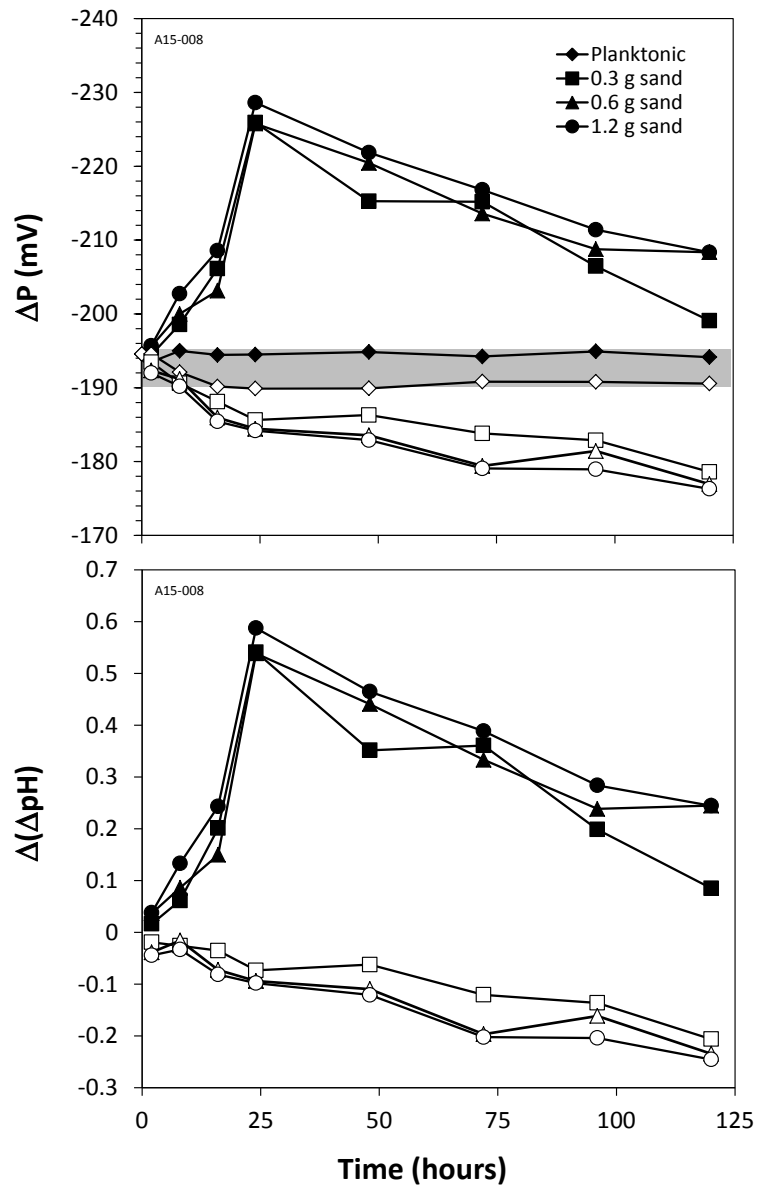 -240
-230
-220
-210
-200
-190
-180
-170
ΔP (mV)
A15-008
Planktonic
0.3 g sand
0.6 g sand
1.2 g sand
0.7
0.6
0.5
0.4
0.3
0.2
0.1
0
-0.1
-0.2
-0.3
Δ(ΔpH)
A15-008
0 25 50 75 100 125
Time (hours)